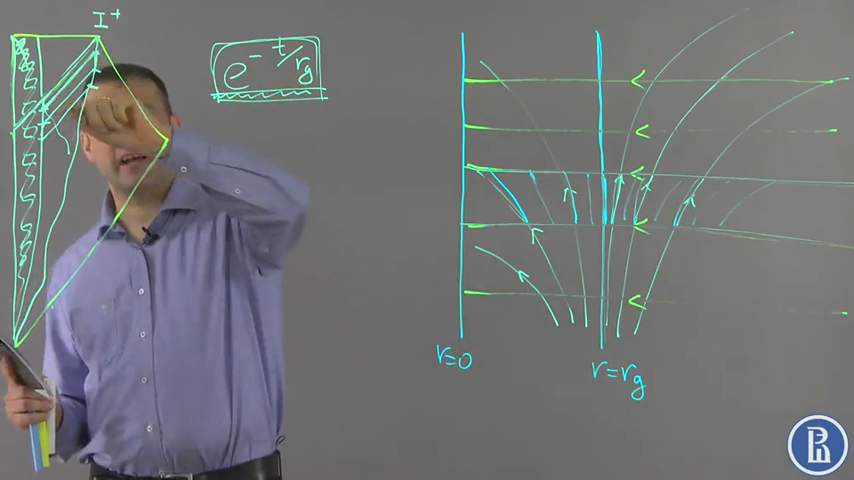 I⁺
e^{-t/r_g}
r=0
r=r_g